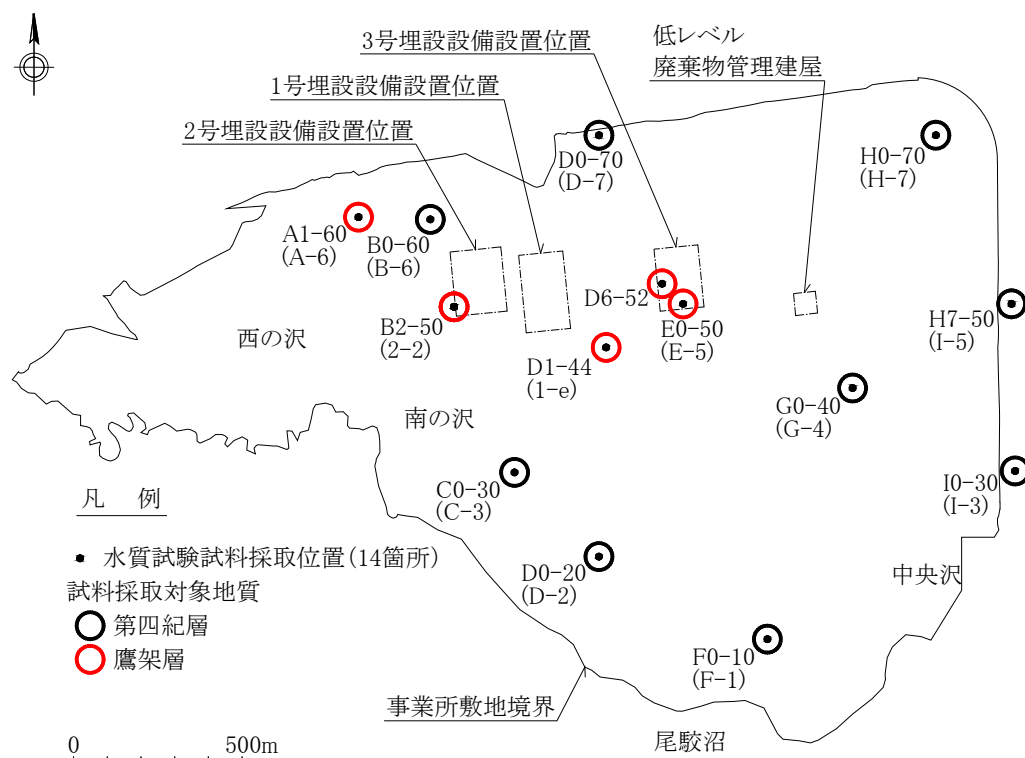 3号埋設設備設置位置
低レベル
廃棄物管理建屋
1号埋設設備設置位置
2号埋設設備設置位置
D0-70
(D-7)
H0-70
(H-7)
A1-60
(A-6)
B0-60
(B-6)
D6-52
B2-50
(2-2)
E0-50
(E-5)
H7-50
(I-5)
西の沢
D1-44
(1-e)
G0-40
(G-4)
南の沢
C0-30
(C-3)
I0-30
(I-3)
凡 例
水質試験試料採取位置(14箇所)
試料採取対象地質
第四紀層
鷹架層
D0-20
(D-2)
中央沢
F0-10
(F-1)
事業所敷地境界
尾駮沼
0 500m